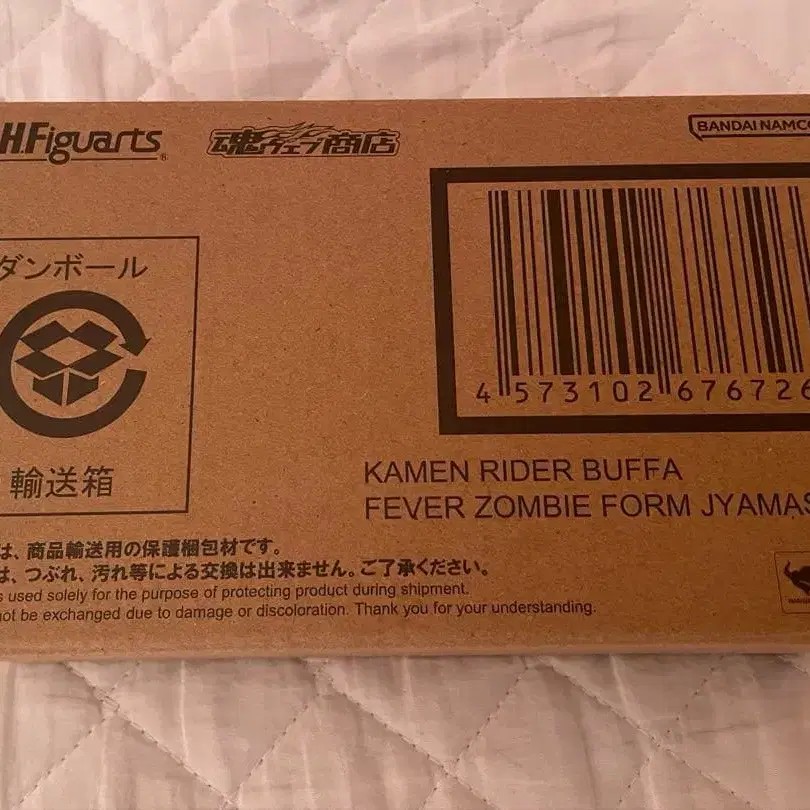 H.Figuarts
魂ウェブ商店
BANDAI NAMCO
ダンボール
輸送箱
4 573102 676726
KAMEN RIDER BUFFA
FEVER ZOMBIE FORM JYAMAS
は、商品輸送用の保護梱包材です。
は、つぶれ、汚れ等による交換は出来ません。ご了承ください。
s used solely for the purpose of protecting product during shipment.
not be exchanged due to damage or discoloration. Thank you for your understanding.